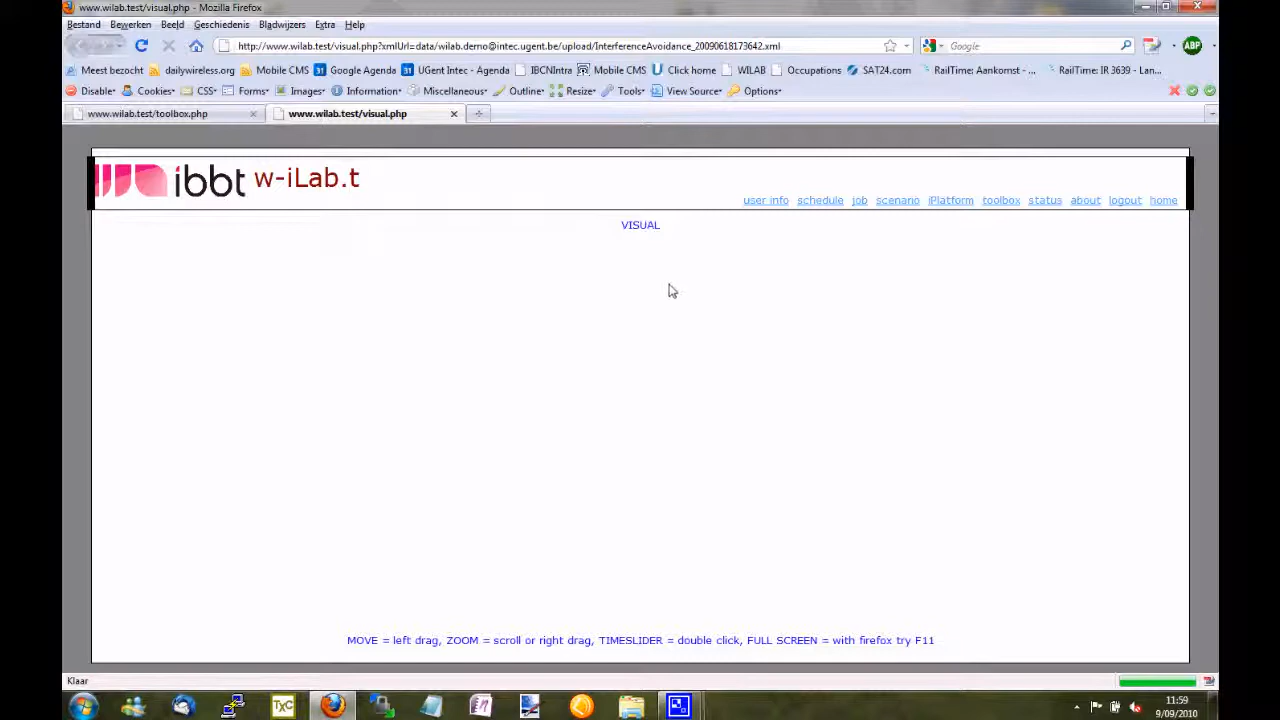 www.wilab.test/visual.php - Mozilla Firefox
Bestand Bewerken Beeld Geschiedenis Bladwijzers Extra Help
http://www.wilab.test/visual.php?xmlUrl=data/wilab.demo@intec.ugent.be/upload/InterferenceAvoidance_20090618173642.xml Google ABP
Meest bezocht dailywireless.org Mobile CMS 31 Google Agenda 31 UGent Intec - Agenda IBCNIntra Mobile CMS Click home WILAB Occupations SAT24.com RailTime: Aankomst - ... RailTime: IR 3639 - Lan...
Disable Cookies CSS Forms Images Information Miscellaneous Outline Resize Tools View Source Options
www.wilab.test/toolbox.php www.wilab.test/visual.php
ibbt w-iLab.t
user info schedule job scenario iPlatform toolbox status about logout home
VISUAL
MOVE = left drag, ZOOM = scroll or right drag, TIMESLIDER = double click, FULL SCREEN = with firefox try F11
Klaar
TxC 11:59
9/09/2010